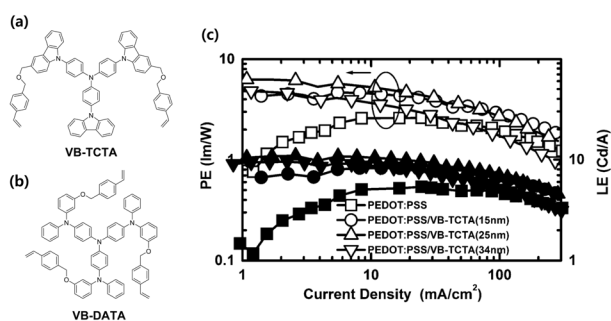 (a)
N
N
N
O
O
N
VB-TCTA
(b)
O
N
N
N
O
N
O
VB-DATA
(c)
10
1
0.1
PE (lm/W)
10
1
LE (Cd/A)
PEDOT:PSS
PEDOT:PSS/VB-TCTA(15nm)
PEDOT:PSS/VB-TCTA(25nm)
PEDOT:PSS/VB-TCTA(34nm)
1
10
100
Current Density (mA/cm²)